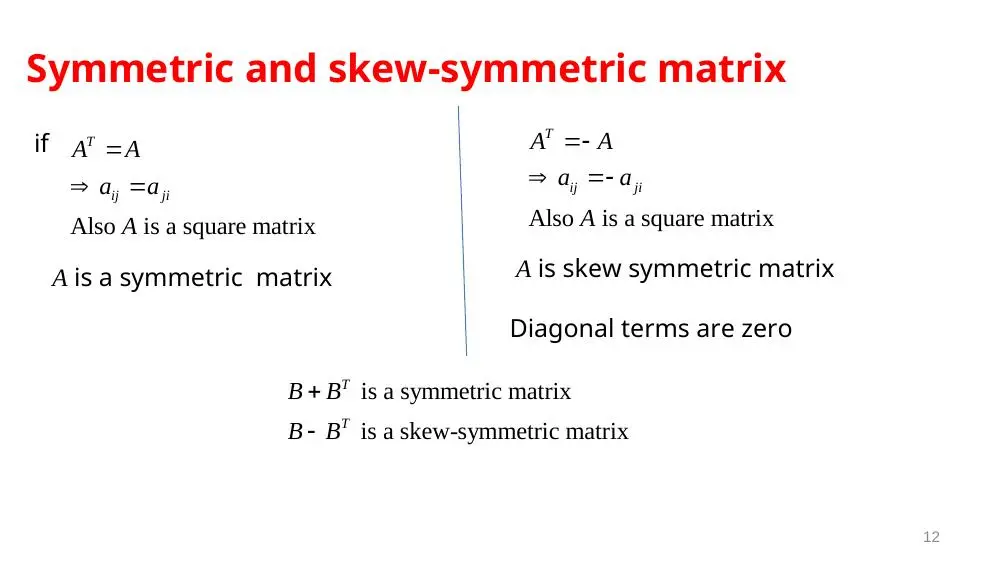 Symmetric and skew-symmetric matrix
if A^T = A
⇒ a_ij = a_ji
Also A is a square matrix
A is a symmetric matrix
A^T = - A
⇒ a_ij = - a_ji
Also A is a square matrix
A is skew symmetric matrix
Diagonal terms are zero
B + B^T is a symmetric matrix
B - B^T is a skew-symmetric matrix
12